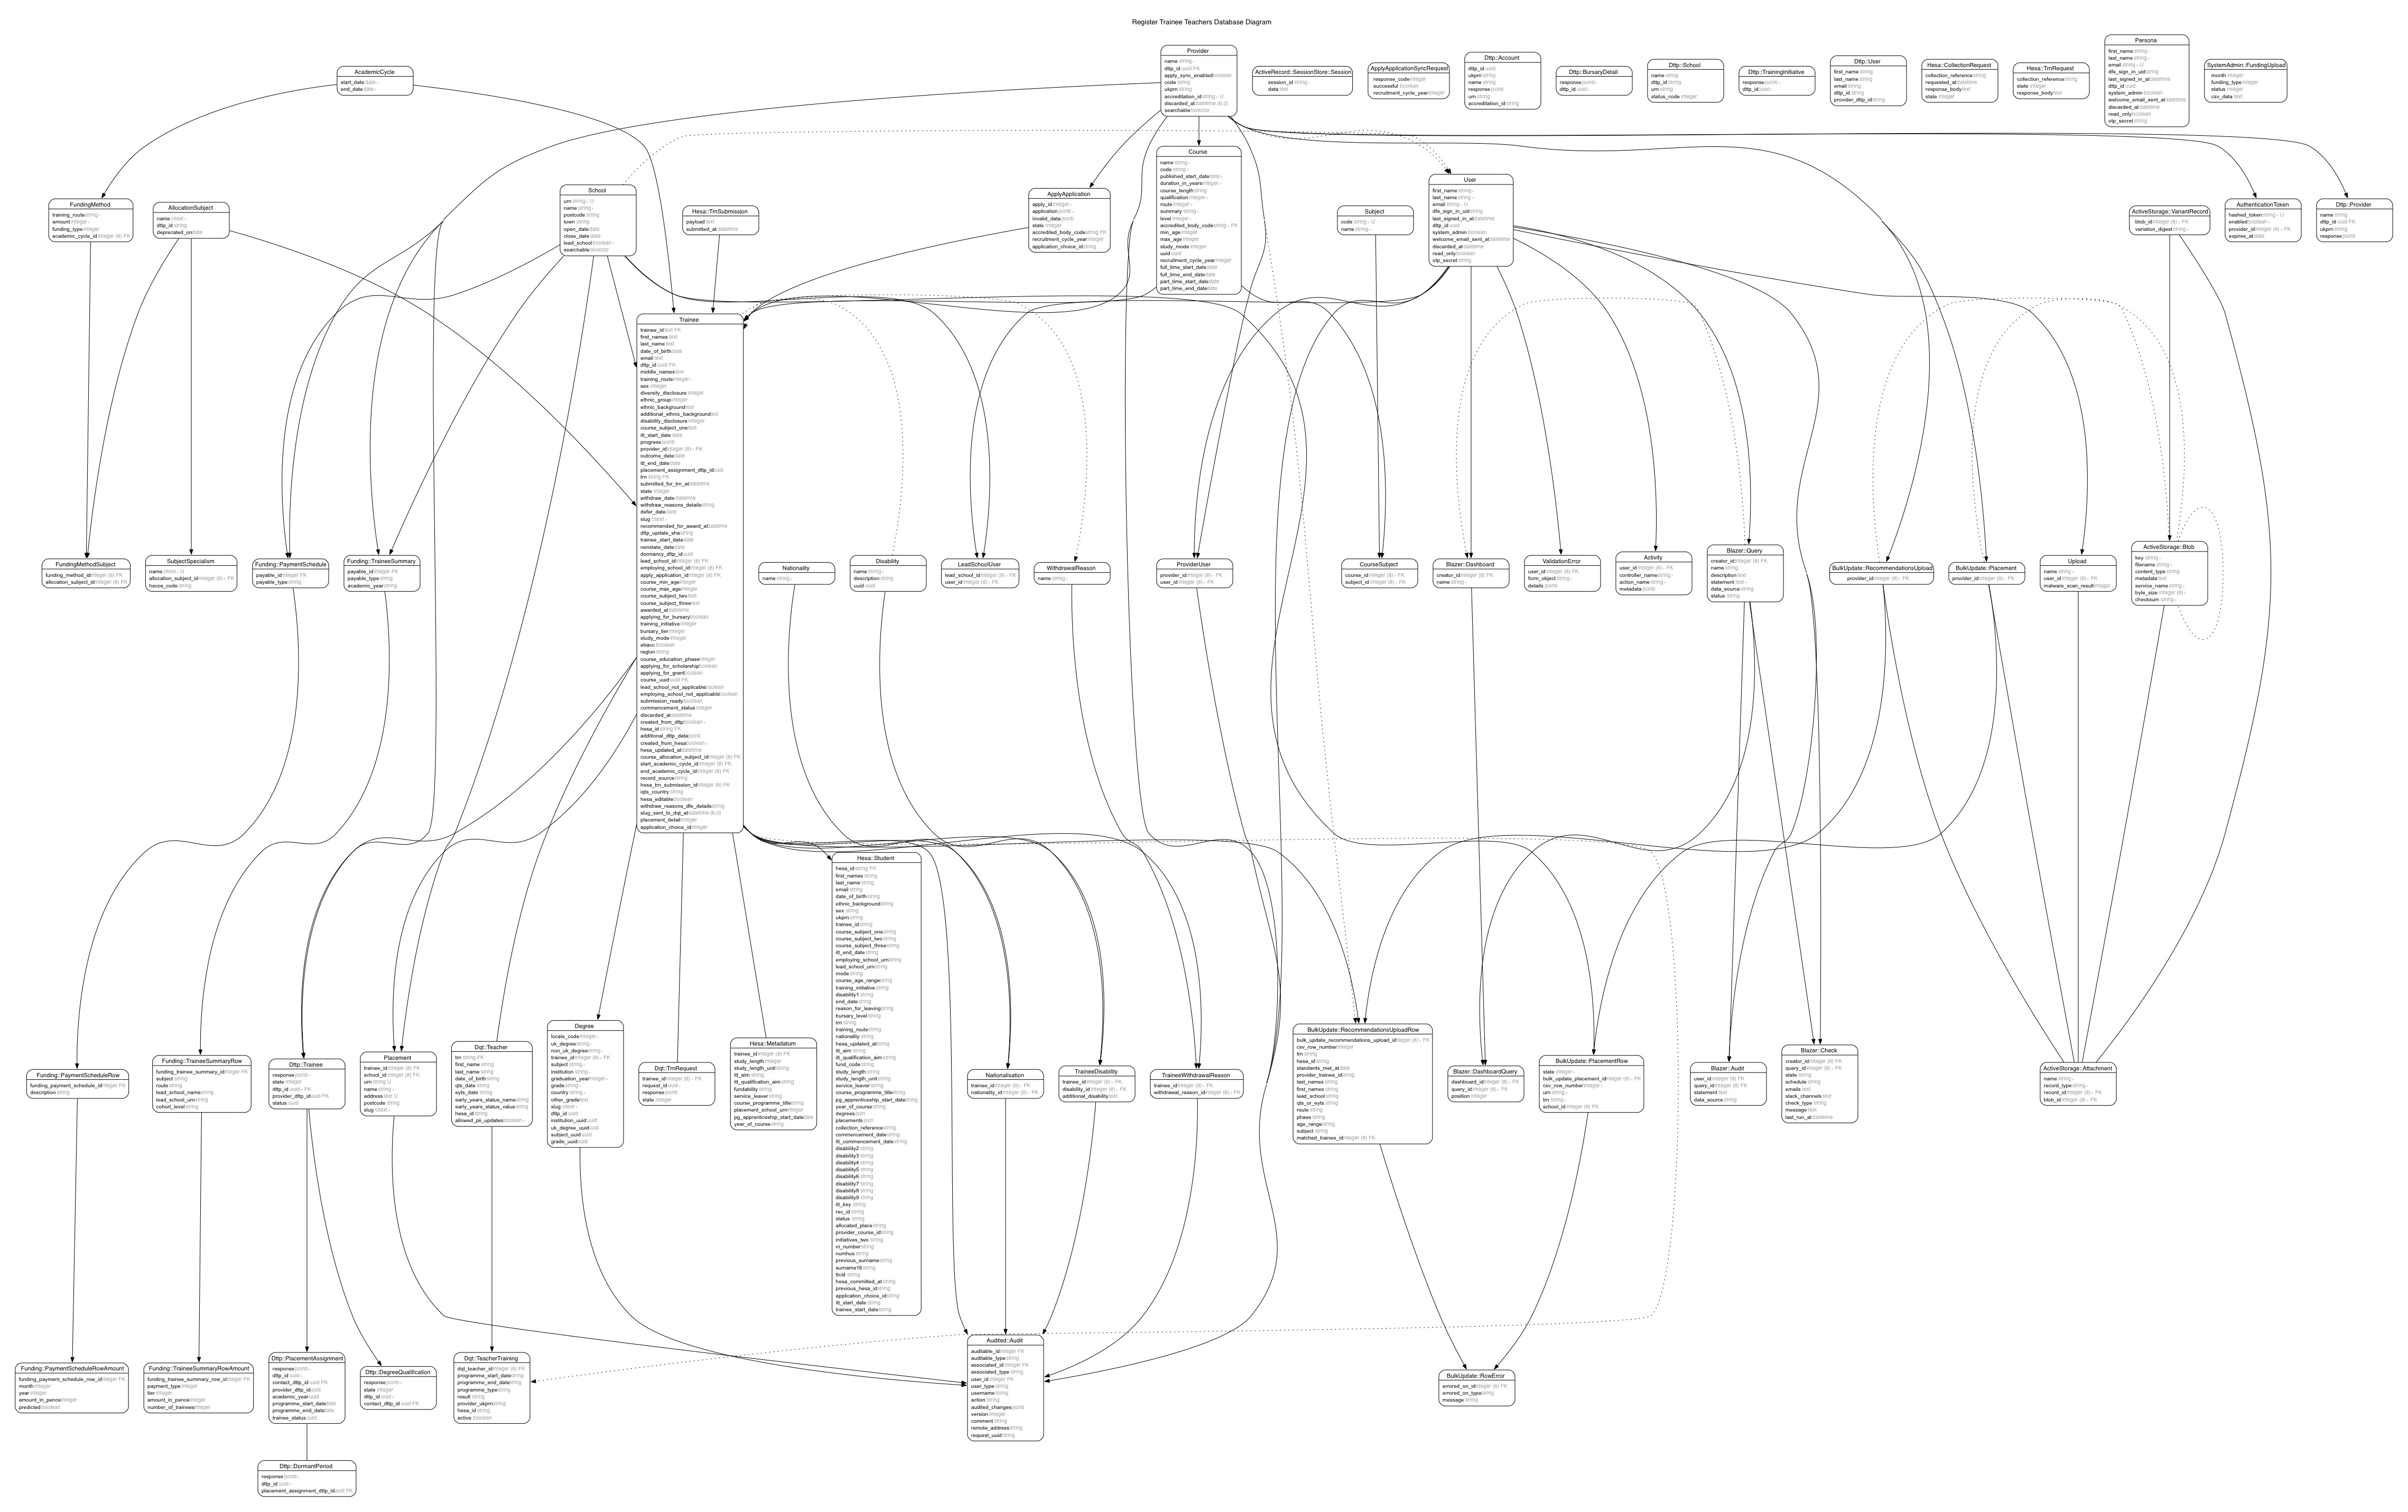 Register Trainee Teachers Database Diagram
Provider
name string ∗
dttp_id uuid FK
apply_sync_enabled boolean
code string
ukprn string
accreditation_id string ∗ U
discarded_at datetime (6,0)
searchable tsvector
AcademicCycle
start_date date ∗
end_date date ∗
ActiveRecord::SessionStore::Session
session_id string ∗
data text
ApplyApplicationSyncRequest
response_code integer
successful boolean
recruitment_cycle_year integer
Dttp::Account
dttp_id uuid
ukprn string
name string
response jsonb
urn string
accreditation_id string
Dttp::BursaryDetail
response jsonb ∗
dttp_id uuid ∗
Dttp::School
name string
dttp_id string
urn string
status_code integer
Dttp::TrainingInitiative
response jsonb ∗
dttp_id uuid ∗
Dttp::User
first_name string
last_name string
email string
dttp_id string
provider_dttp_id string
Hesa::CollectionRequest
collection_reference string
requested_at datetime
response_body text
state integer
Hesa::TrnRequest
collection_reference string
state integer
response_body text
Persona
first_name string ∗
last_name string ∗
email string ∗ U
dfe_sign_in_uid string
last_signed_in_at datetime
dttp_id uuid
system_admin boolean
welcome_email_sent_at datetime
discarded_at datetime
read_only boolean
otp_secret string
SystemAdmin::FundingUpload
month integer
funding_type integer
status integer
csv_data text
FundingMethod
training_route string ∗
amount integer ∗
funding_type integer
academic_cycle_id integer (8) FK
AllocationSubject
name citext ∗
dttp_id string
deprecated_on date
School
urn string ∗ U
name string ∗
postcode string
town string
open_date date
close_date date
lead_school boolean ∗
searchable tsvector
Hesa::TrnSubmission
payload text
submitted_at datetime
ApplyApplication
apply_id integer ∗
application jsonb ∗
invalid_data jsonb
state integer
accredited_body_code string FK
recruitment_cycle_year integer
application_choice_id string
Course
name string ∗
code string ∗
published_start_date date ∗
duration_in_years integer ∗
course_length string
qualification integer ∗
route integer ∗
summary string ∗
level integer ∗
accredited_body_code string ∗ FK
min_age integer
max_age integer
study_mode integer
uuid uuid
recruitment_cycle_year integer
full_time_start_date date
full_time_end_date date
part_time_start_date date
part_time_end_date date
Subject
code string ∗ U
name string ∗
User
first_name string ∗
last_name string ∗
email string ∗ U
dfe_sign_in_uid string
last_signed_in_at datetime
dttp_id uuid
system_admin boolean
welcome_email_sent_at datetime
discarded_at datetime
read_only boolean
otp_secret string
ActiveStorage::VariantRecord
blob_id integer (8) ∗ FK
variation_digest string ∗
AuthenticationToken
hashed_token string ∗ U
enabled boolean ∗
provider_id integer (8) ∗ FK
expires_at date
Dttp::Provider
name string
dttp_id uuid FK
ukprn string
response jsonb
Trainee
trainee_id text FK
first_names text
last_name text
date_of_birth date
email text
dttp_id uuid FK
middle_names text
training_route integer ∗
sex integer
diversity_disclosure integer
ethnic_group integer
ethnic_background text
additional_ethnic_background text
disability_disclosure integer
course_subject_one text
itt_start_date date
progress jsonb
provider_id integer (8) ∗ FK
outcome_date date
itt_end_date date
placement_assignment_dttp_id uuid
trn string FK
submitted_for_trn_at datetime
state integer
withdraw_date datetime
withdraw_reasons_details string
defer_date date
slug citext ∗
recommended_for_award_at datetime
dttp_update_sha string
trainee_start_date date
reinstate_date date
dormancy_dttp_id uuid
lead_school_id integer (8) FK
employing_school_id integer (8) FK
apply_application_id integer (8) FK
course_max_age integer
course_subject_two text
course_subject_three text
awarded_at datetime
applying_for_bursary boolean
training_initiative integer
bursary_tier integer
study_mode integer
ebacc boolean
region string
course_education_phase integer
applying_for_scholarship boolean
applying_for_grant boolean
course_uuid uuid FK
lead_school_not_applicable boolean
employing_school_not_applicable boolean
submission_ready boolean
commencement_status integer
discarded_at datetime
created_from_dttp boolean ∗
hesa_id string FK
additional_dttp_data jsonb
created_from_hesa boolean ∗
hesa_updated_at datetime
course_allocation_subject_id integer (8) FK
start_academic_cycle_id integer (8) FK
end_academic_cycle_id integer (8) FK
record_source string
hesa_trn_submission_id integer (8) FK
iqts_country string
hesa_editable boolean
withdraw_reasons_dfe_details string
slug_sent_to_dqt_at datetime (6,0)
placement_detail integer
application_choice_id integer
FundingMethodSubject
funding_method_id integer (8) FK
allocation_subject_id integer (8) FK
SubjectSpecialism
name citext ∗ U
allocation_subject_id integer (8) ∗ FK
hecos_code string
Funding::PaymentSchedule
payable_id integer FK
payable_type string
Funding::TraineeSummary
payable_id integer FK
payable_type string
academic_year string
Nationality
name string ∗
Disability
name string ∗
description string
uuid uuid
LeadSchoolUser
lead_school_id integer (8) ∗ FK
user_id integer (8) ∗ FK
WithdrawalReason
name string ∗
ProviderUser
provider_id integer (8) ∗ FK
user_id integer (8) ∗ FK
CourseSubject
course_id integer (8) ∗ FK
subject_id integer (8) ∗ FK
Blazer::Dashboard
creator_id integer (8) FK
name string ∗
ValidationError
user_id integer (8) FK
form_object string ∗
details jsonb
Activity
user_id integer (8) ∗ FK
controller_name string ∗
action_name string ∗
metadata jsonb
Blazer::Query
creator_id integer (8) FK
name string
description text
statement text ∗
data_source string
status string
BulkUpdate::RecommendationsUpload
provider_id integer (8) ∗ FK
BulkUpdate::Placement
provider_id integer (8) ∗ FK
Upload
name string ∗
user_id integer (8) ∗ FK
malware_scan_result integer
ActiveStorage::Blob
key string ∗
filename string ∗
content_type string
metadata text
service_name string ∗
byte_size integer (8) ∗
checksum string ∗
Hesa::Student
hesa_id string FK
first_names string
last_name string
email string
date_of_birth string
ethnic_background string
sex string
ukprn string
trainee_id string
course_subject_one string
course_subject_two string
course_subject_three string
itt_end_date string
employing_school_urn string
lead_school_urn string
mode string
course_age_range string
training_initiative string
disability1 string
end_date string
reason_for_leaving string
bursary_level string
trn string
training_route string
nationality string
hesa_updated_at string
itt_aim string
itt_qualification_aim string
fund_code string
study_length string
study_length_unit string
service_leaver string
course_programme_title string
pg_apprenticeship_start_date string
year_of_course string
placements json
collection_reference string
commencement_date string
itt_commencement_date string
disability2 string
disability3 string
disability4 string
disability5 string
disability6 string
disability7 string
disability8 string
disability9 string
itt_key string
rec_id string
status string
allocated_place string
provider_course_id string
initiatives_two string
ni_number string
numhus string
previous_surname string
surname16 string
ttcid string
hesa_committed_at string
previous_hesa_id string
application_choice_id string
itt_start_date string
trainee_start_date string
Funding::PaymentScheduleRow
funding_payment_schedule_id integer FK
description string
Funding::TraineeSummaryRow
funding_trainee_summary_id integer FK
subject string
route string
lead_school_name string
lead_school_urn string
cohort_level string
Dttp::Trainee
response jsonb ∗
state integer
dttp_id uuid ∗ FK
provider_dttp_id uuid FK
status uuid
Placement
trainee_id integer (8) FK
school_id integer (8) FK
urn string U
name string
address text U
postcode string
slug citext ∗
Dqt::Teacher
trn string FK
first_name string
last_name string
date_of_birth string
qts_date string
eyts_date string
early_years_status_name string
early_years_status_value string
hesa_id string
allowed_pii_updates boolean ∗
Degree
locale_code integer ∗
uk_degree string
non_uk_degree string
trainee_id integer (8) ∗ FK
subject string
institution string
graduation_year integer
grade string
country string
other_grade text
slug citext ∗
dttp_id uuid
institution_uuid uuid
uk_degree_uuid uuid
subject_uuid uuid
grade_uuid uuid
Dqt::TrnRequest
trainee_id integer (8) ∗ FK
request_id uuid ∗
response jsonb
state integer
Hesa::Metadatum
trainee_id integer (8) FK
study_length integer
study_length_unit string
itt_aim string
itt_qualification_aim string
fundability string
service_leaver string
course_programme_title string
placement_school_urn integer
pg_apprenticeship_start_date date
year_of_course string
Nationalisation
trainee_id integer (8) ∗ FK
nationality_id integer (8) ∗ FK
TraineeDisability
trainee_id integer (8) ∗ FK
disability_id integer (8) ∗ FK
additional_disability text
TraineeWithdrawalReason
trainee_id integer (8) ∗ FK
withdrawal_reason_id integer (8) ∗ FK
BulkUpdate::RecommendationsUploadRow
bulk_update_recommendations_upload_id integer (8) ∗ FK
csv_row_number integer
trn string
hesa_id string
standards_met_at date
provider_trainee_id string
last_names string
first_names string
lead_school string
qts_or_eyts string
route string
phase string
age_range string
subject string
matched_trainee_id integer (8) FK
Blazer::DashboardQuery
dashboard_id integer (8) ∗ FK
query_id integer (8) ∗ FK
position integer
BulkUpdate::PlacementRow
state integer ∗
bulk_update_placement_id integer (8) ∗ FK
csv_row_number integer ∗
urn string ∗
trn string ∗
school_id integer (8) FK
Blazer::Audit
user_id integer (8) FK
query_id integer (8) FK
statement text
data_source string
Blazer::Check
creator_id integer (8) FK
query_id integer (8) FK
state string
schedule string
emails text
slack_channels text
check_type string
message text
last_run_at datetime
ActiveStorage::Attachment
name string ∗
record_type string ∗
record_id integer (8) ∗ FK
blob_id integer (8) ∗ FK
Funding::PaymentScheduleRowAmount
funding_payment_schedule_row_id integer FK
month integer
year integer
amount_in_pence integer
predicted boolean
Funding::TraineeSummaryRowAmount
funding_trainee_summary_row_id integer FK
payment_type integer
tier integer
amount_in_pence integer
number_of_trainees integer
Dttp::PlacementAssignment
response jsonb ∗
dttp_id uuid ∗
contact_dttp_id uuid FK
provider_dttp_id uuid
academic_year uuid
programme_start_date date
programme_end_date date
trainee_status uuid
Dttp::DegreeQualification
response jsonb ∗
state integer
dttp_id uuid ∗
contact_dttp_id uuid FK
Dqt::TeacherTraining
dqt_teacher_id integer (8) FK
programme_start_date string
programme_end_date string
programme_type string
result string
provider_ukprn string
hesa_id string
active boolean
Audited::Audit
auditable_id integer FK
auditable_type string
associated_id integer FK
associated_type string
user_id integer FK
user_type string
username string
action string
audited_changes jsonb
version integer
comment string
remote_address string
request_uuid string
BulkUpdate::RowError
errored_on_id integer (8) FK
errored_on_type string
message string
Dttp::DormantPeriod
response jsonb ∗
dttp_id uuid ∗
placement_assignment_dttp_id uuid FK